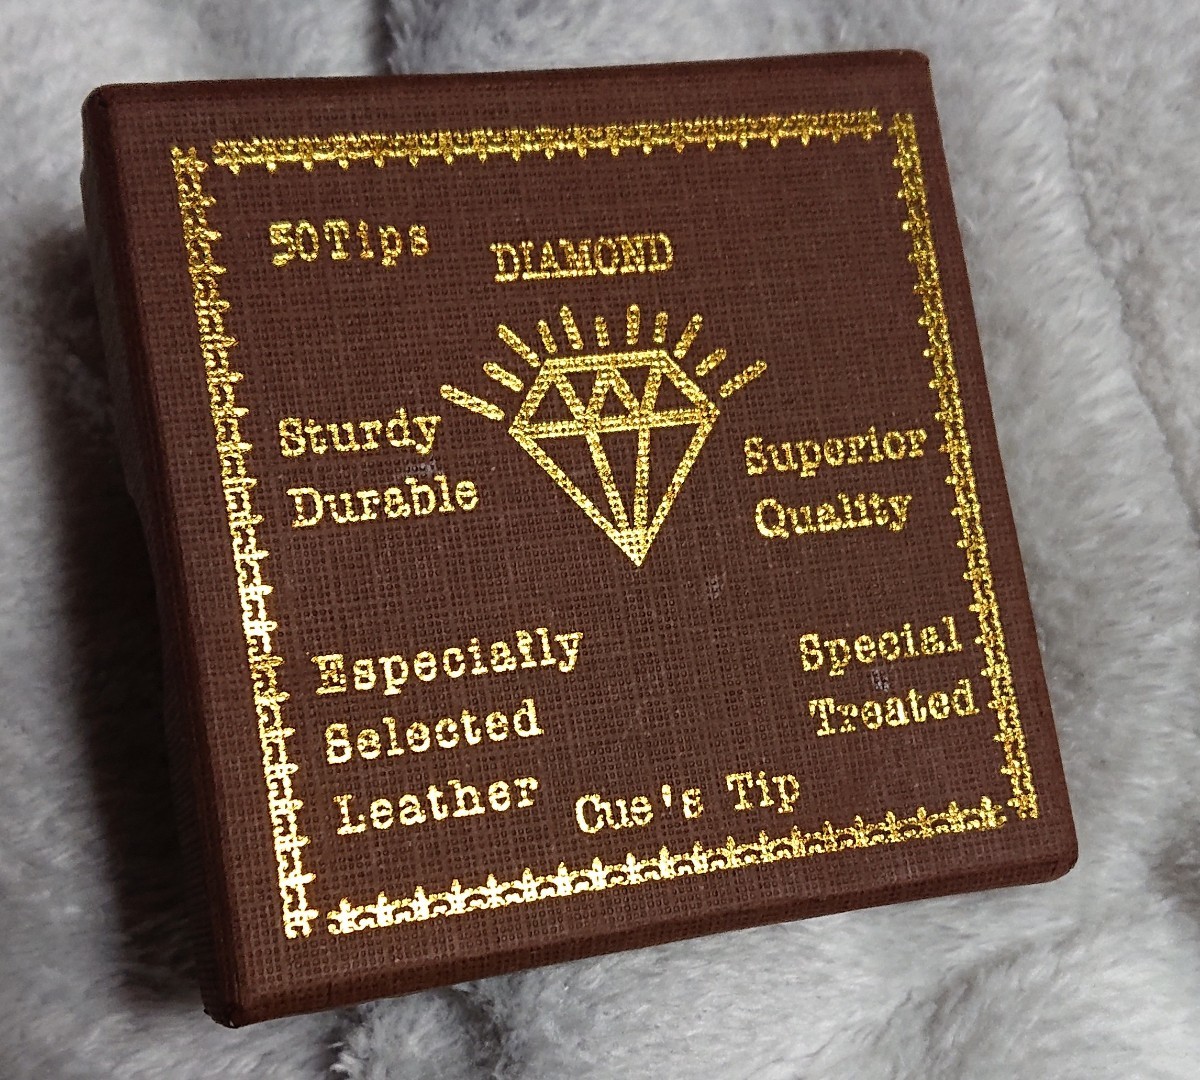 50Tips
DIAMOND
Sturdy
Durable
Superior
Quality
Especially
Selected
Leather
Special
Treated
Cue's Tip